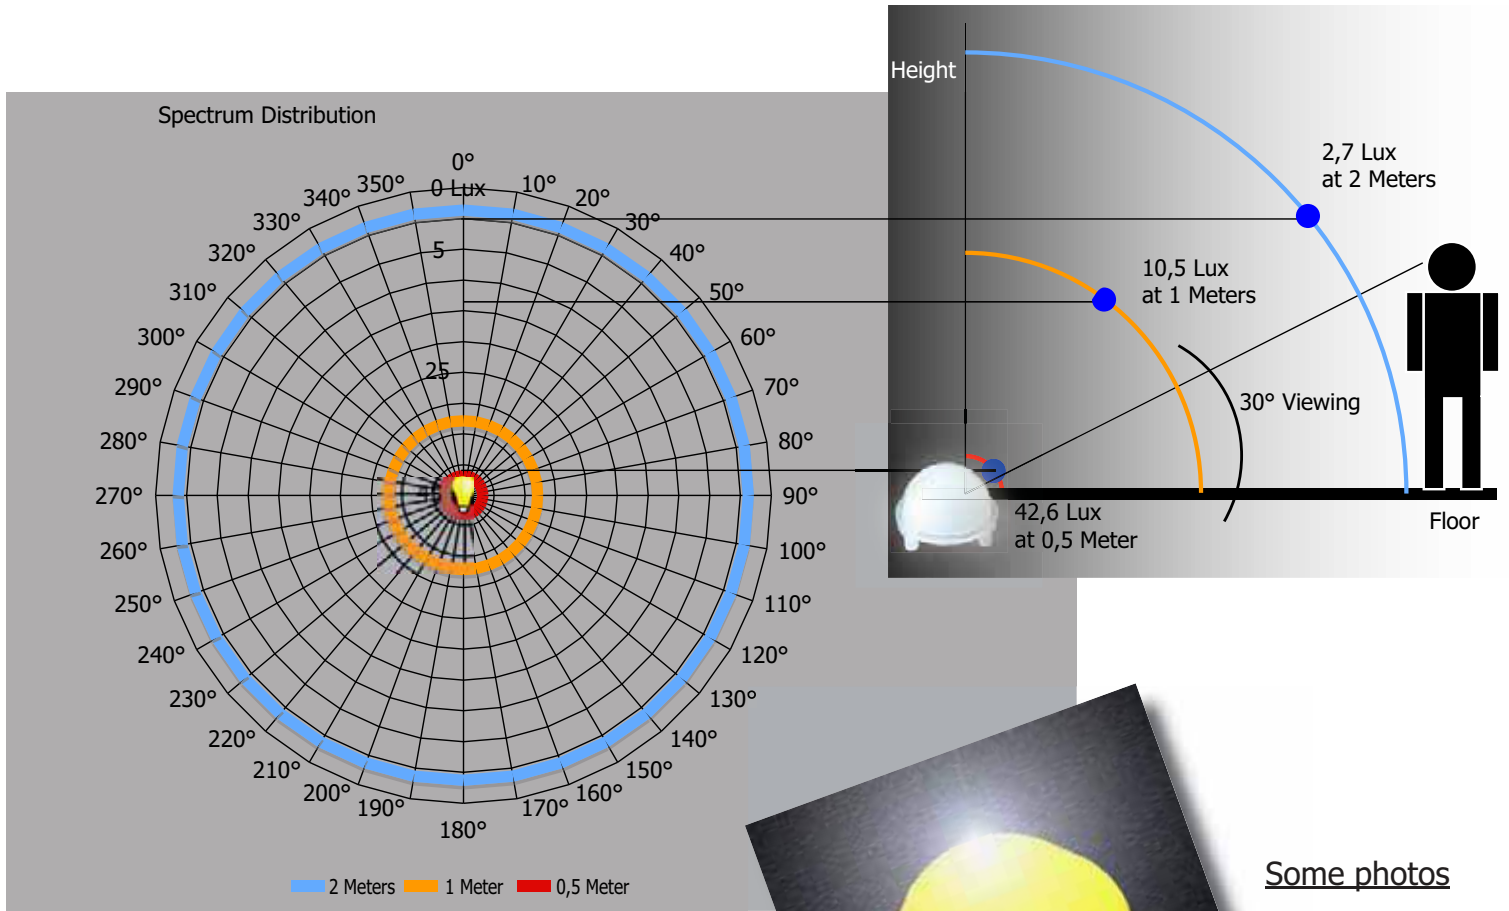 Spectrum Distribution
0°
0 Lux
10°
20°
30°
40°
50°
60°
70°
80°
90°
100°
110°
120°
130°
140°
150°
160°
170°
180°
190°
200°
210°
220°
230°
240°
250°
260°
270°
280°
290°
300°
310°
320°
330°
340°
350°
5
25
2 Meters
1 Meter
0,5 Meter
Height
2,7 Lux
at 2 Meters
10,5 Lux
at 1 Meters
30° Viewing
42,6 Lux
at 0,5 Meter
Floor
Some photos